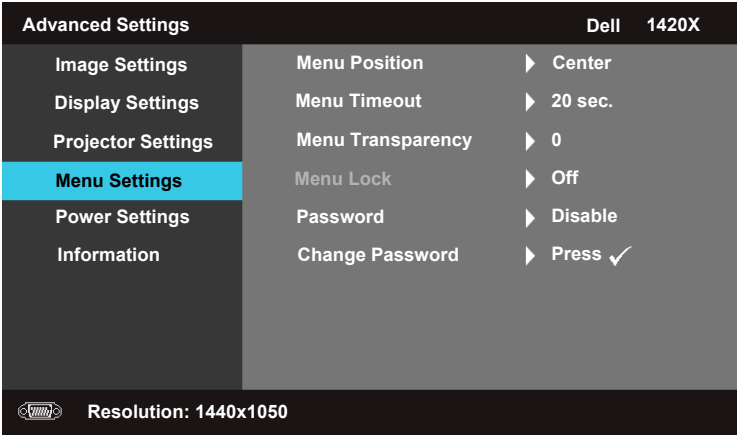 Advanced Settings Dell 1420X
Image Settings Menu Position Center
Display Settings Menu Timeout 20 sec.
Projector Settings Menu Transparency 0
Menu Settings Menu Lock Off
Power Settings Password Disable
Information Change Password Press ✓
Resolution: 1440x1050